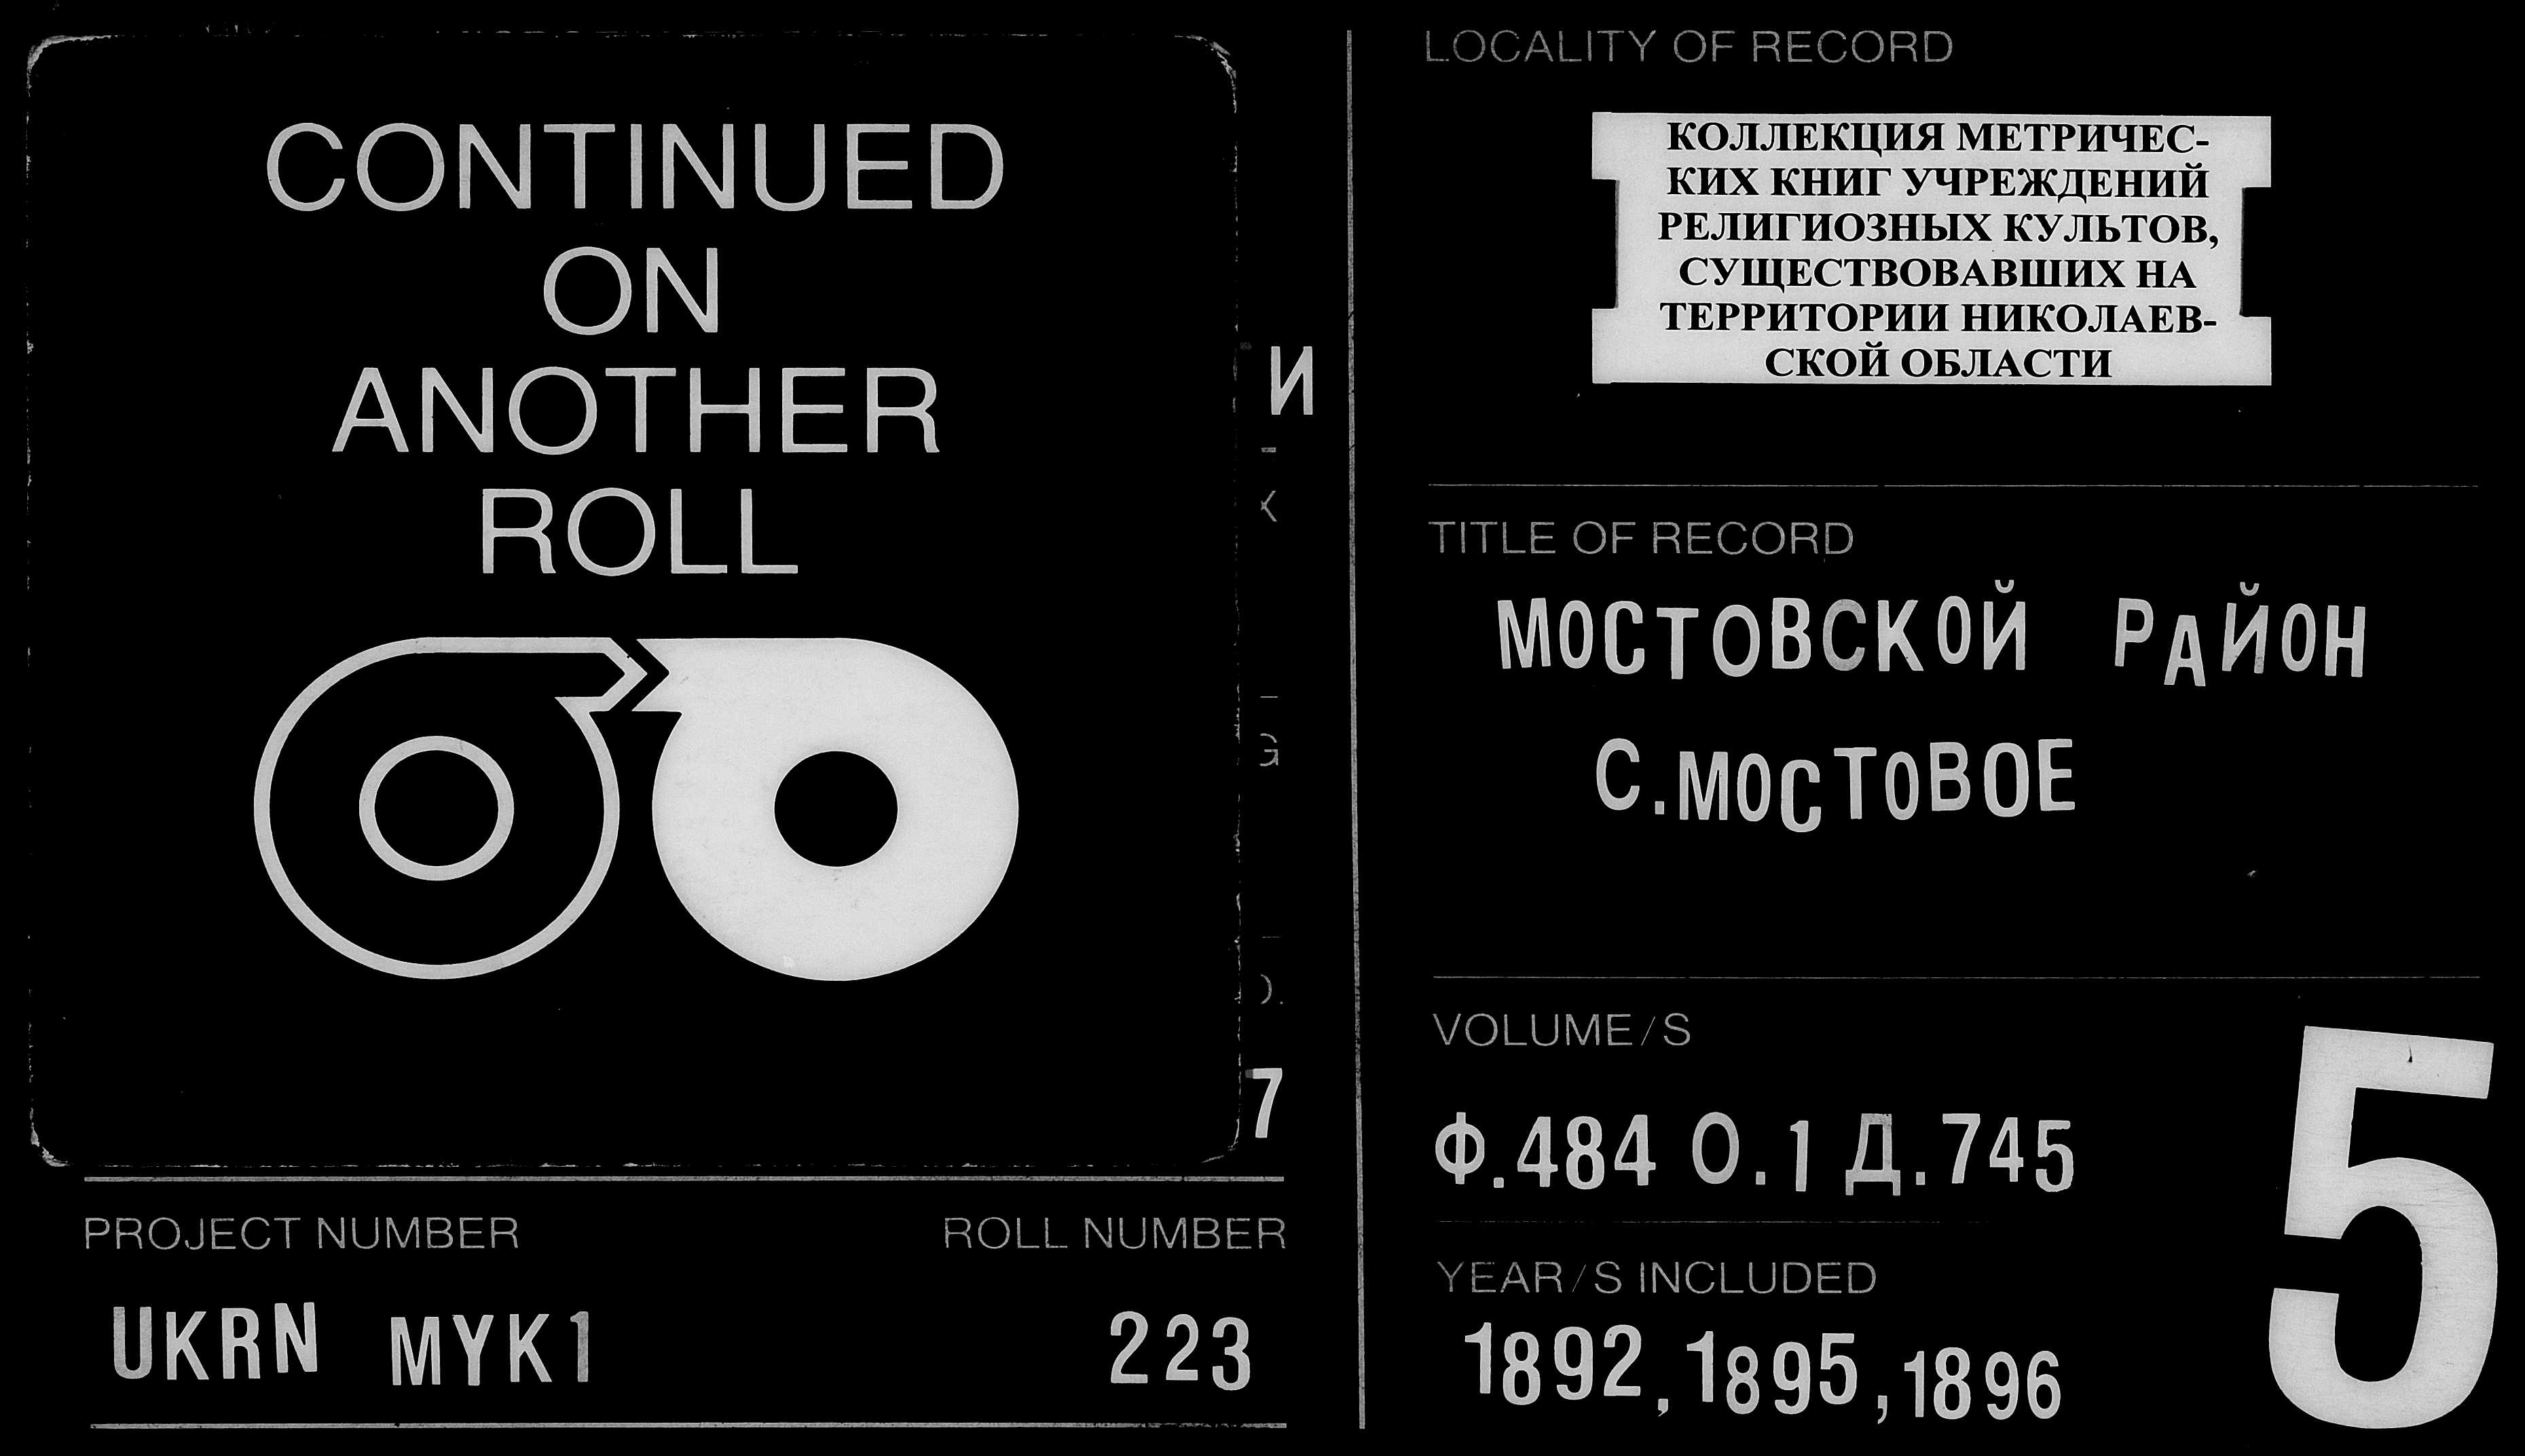 CONTINUED
ON
ANOTHER
ROLL
И
7
PROJECT NUMBER
ROLL NUMBER
UKRN MYK1
223
LOCALITY OF RECORD
КОЛЛЕКЦИЯ МЕТРИЧЕС-
КИХ КНИГ УЧРЕЖДЕНИЙ
РЕЛИГИОЗНЫХ КУЛЬТОВ,
СУЩЕСТВОВАВШИХ НА
ТЕРРИТОРИИ НИКОЛАЕВ-
СКОЙ ОБЛАСТИ
TITLE OF RECORD
МОСТОВСКОЙ РАЙОН
С.МОСТОВОЕ
VOLUME/S
Ф.484 О.1 Д.745
5
YEAR/S INCLUDED
1892,1895,1896